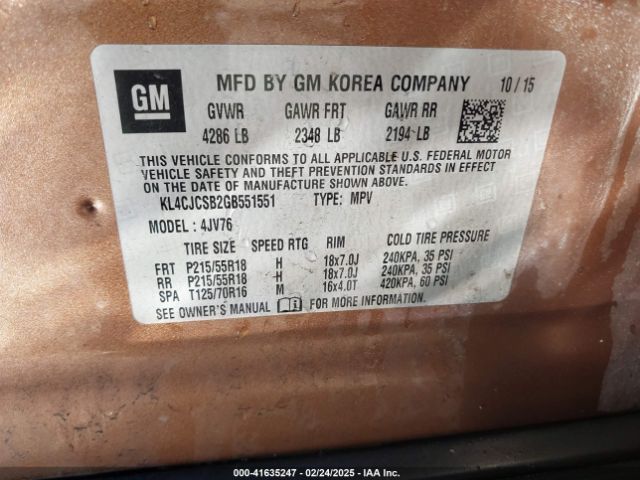 GM
MFD BY GM KOREA COMPANY 10/15
GVWR GAWR FRT GAWR RR
4286 LB 2348 LB 2194 LB
THIS VEHICLE CONFORMS TO ALL APPLICABLE U.S. FEDERAL MOTOR
VEHICLE SAFETY AND THEFT PREVENTION STANDARDS IN EFFECT ON
THE DATE OF MANUFACTURE SHOWN ABOVE.
KL4CJCSB2GB551551 TYPE: MPV
MODEL: 4JV76
TIRE SIZE SPEED RTG RIM COLD TIRE PRESSURE
FRT P215/55R18 H 18x7.0J 240KPA, 35 PSI
RR P215/55R18 H 18x7.0J 240KPA, 35 PSI
SPA T125/70R16 M 16x4.0T 420KPA, 60 PSI
SEE OWNER'S MANUAL FOR MORE INFORMATION.
000-41635247 - 02/24/2025 - IAA Inc.